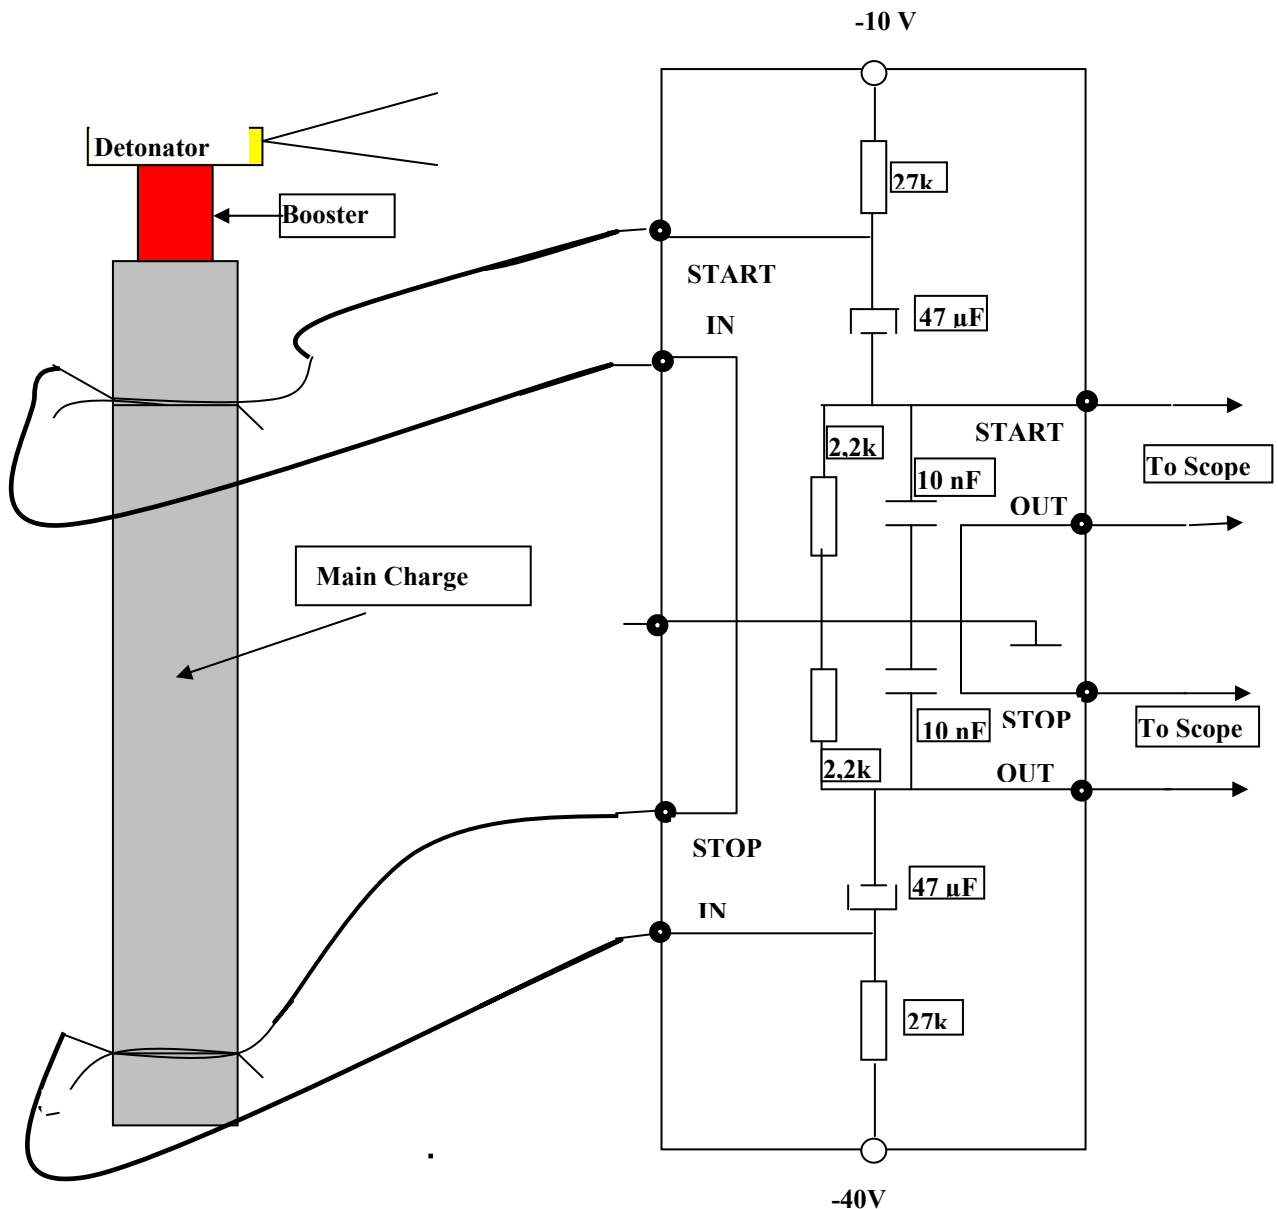 -10 V
Detonator
27k
Booster
START
IN
47 µF
START
2,2k
To Scope
10 nF
OUT
Main Charge
STOP
To Scope
10 nF
2,2k
OUT
STOP
47 µF
IN
27k
-40V